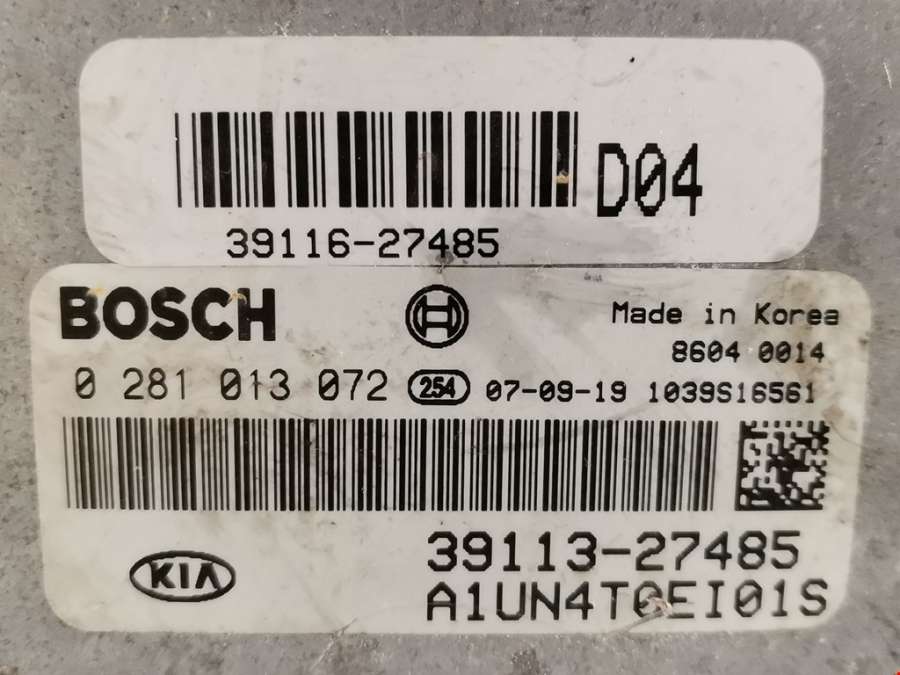 D04
39116-27485
BOSCH
Made in Korea
8604 0014
0 281 013 072 254 07-09-19 1039S16561
KIA
39113-27485
A1UN4T0EI01S